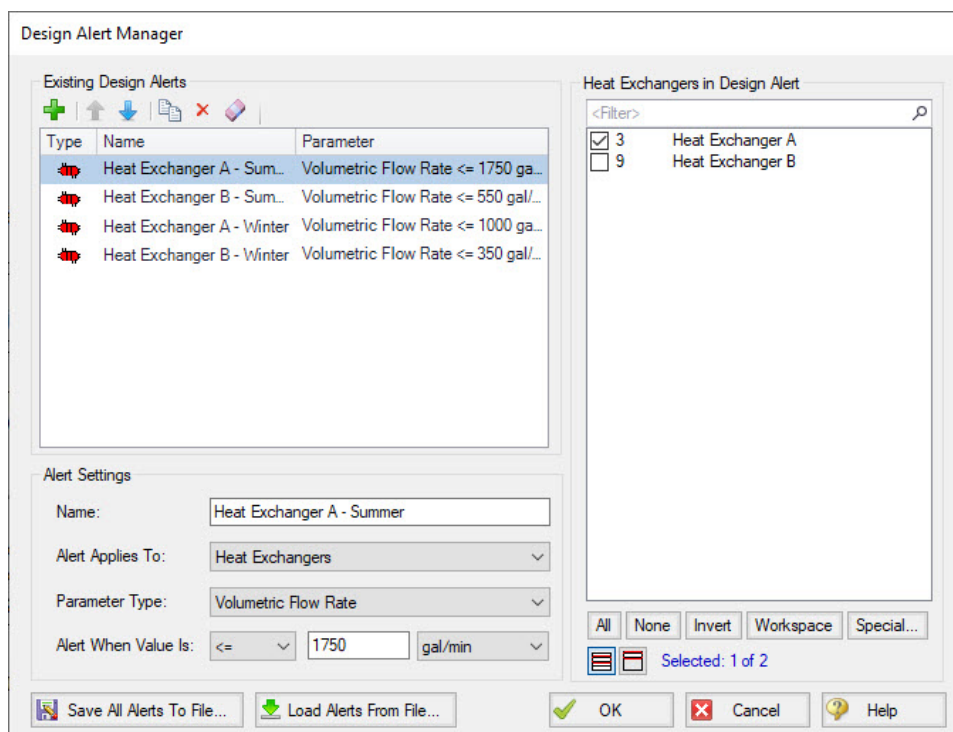 Design Alert Manager
Existing Design Alerts
Type Name Parameter
Heat Exchanger A - Sum... Volumetric Flow Rate <= 1750 ga...
Heat Exchanger B - Sum... Volumetric Flow Rate <= 550 gal/...
Heat Exchanger A - Winter Volumetric Flow Rate <= 1000 ga...
Heat Exchanger B - Winter Volumetric Flow Rate <= 350 gal/...
Alert Settings
Name: Heat Exchanger A - Summer
Alert Applies To: Heat Exchangers
Parameter Type: Volumetric Flow Rate
Alert When Value Is: <= 1750 gal/min
Heat Exchangers in Design Alert
<Filter>
3 Heat Exchanger A
9 Heat Exchanger B
All None Invert Workspace Special...
Selected: 1 of 2
Save All Alerts To File... Load Alerts From File... OK Cancel Help